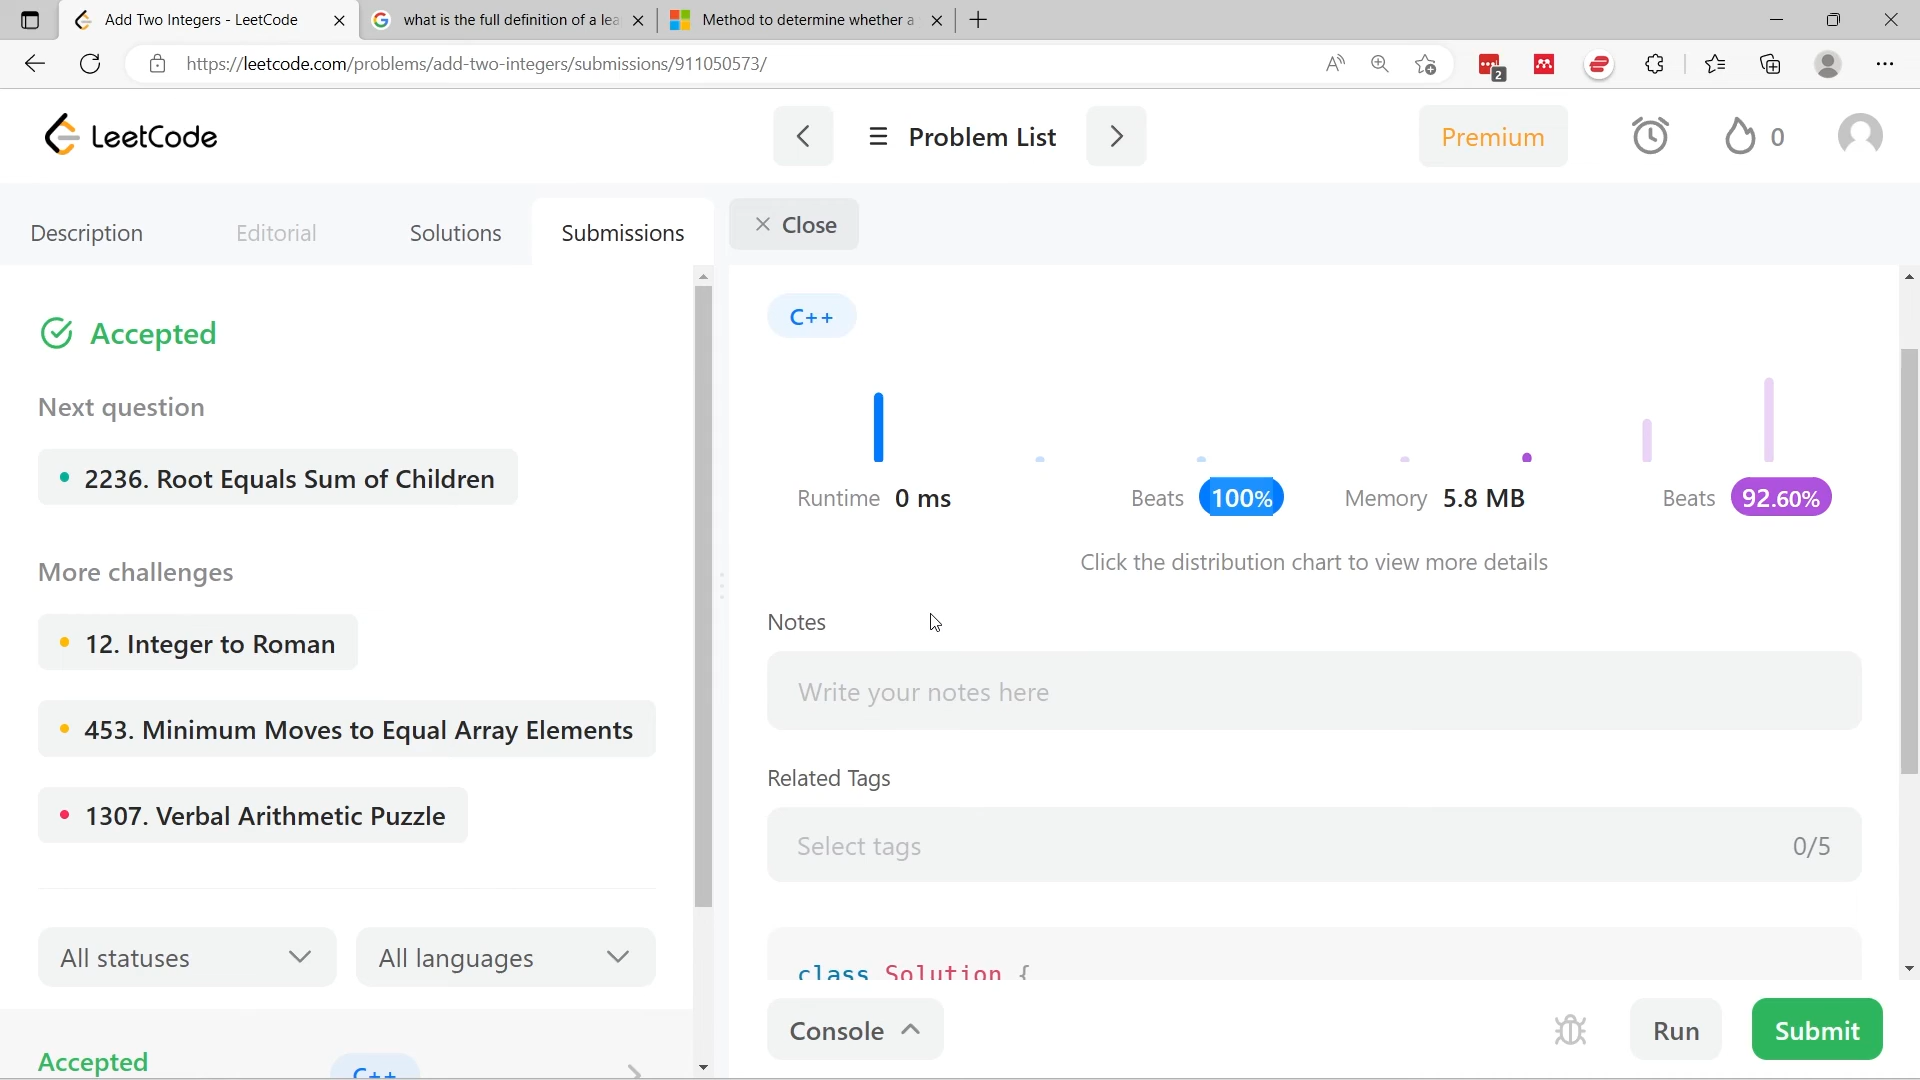 Add Two Integers - LeetCode
what is the full definition of a lea
Method to determine whether a
https://leetcode.com/problems/add-two-integers/submissions/911050573/
2
LeetCode
Problem List
Premium
0
Description
Editorial
Solutions
Submissions
Close
Accepted
Next question
2236. Root Equals Sum of Children
More challenges
12. Integer to Roman
453. Minimum Moves to Equal Array Elements
1307. Verbal Arithmetic Puzzle
All statuses
All languages
Accepted
C++
C++
Runtime 0 ms
Beats 100%
Memory 5.8 MB
Beats 92.60%
Click the distribution chart to view more details
Notes
Write your notes here
Related Tags
Select tags
0/5
class Solution {
Console
Run
Submit